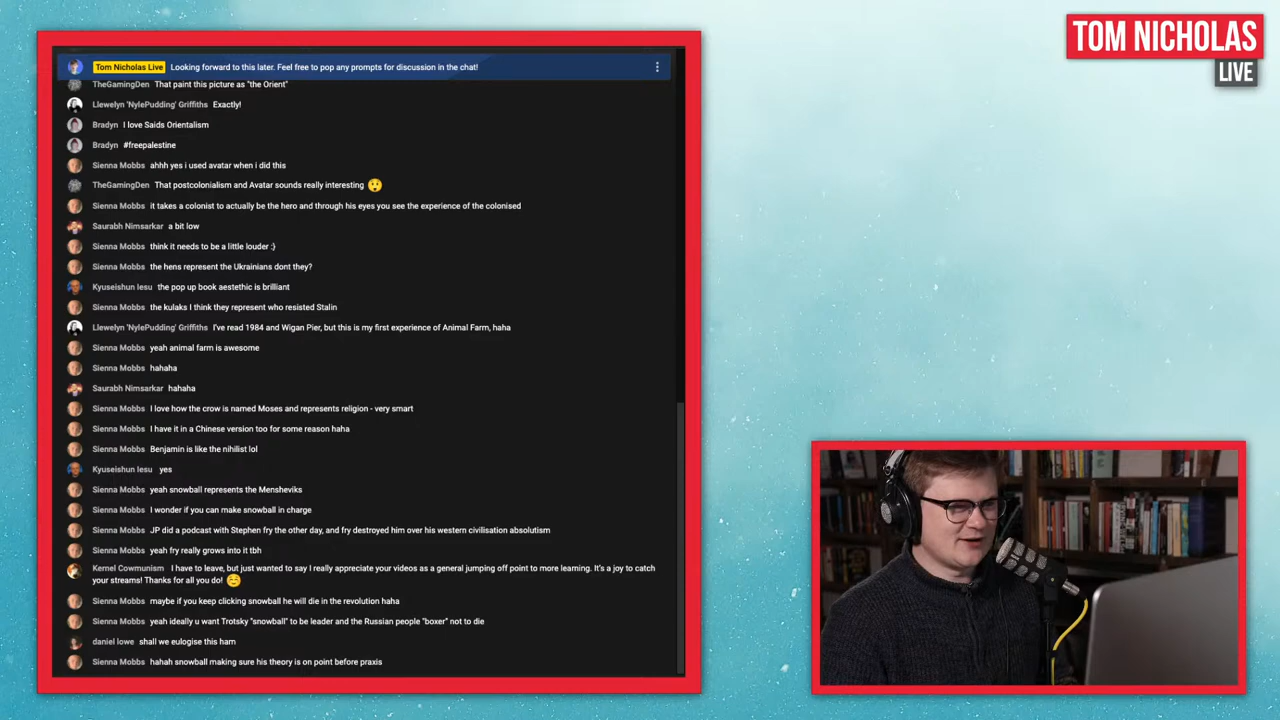 TOM NICHOLAS
LIVE
Tom Nicholas Live Looking forward to this later. Feel free to pop any prompts for discussion in the chat!
TheGamingDen That paint this picture as "the Orient"
Llewelyn 'NylePudding' Griffiths Exactly!
Bradyn I love Saids Orientalism
Bradyn #freepalestine
Sienna Mobbs ahhh yes i used avatar when i did this
TheGamingDen That postcolonialism and Avatar sounds really interesting 😲
Sienna Mobbs it takes a colonist to actually be the hero and through his eyes you see the experience of the colonised
Saurabh Nimsarkar a bit low
Sienna Mobbs think it needs to be a little louder :}
Sienna Mobbs the hens represent the Ukrainians dont they?
Kyuseishun Iesu the pop up book aestethic is brilliant
Sienna Mobbs the kulaks I think they represent who resisted Stalin
Llewelyn 'NylePudding' Griffiths I've read 1984 and Wigan Pier, but this is my first experience of Animal Farm, haha
Sienna Mobbs yeah animal farm is awesome
Sienna Mobbs hahaha
Saurabh Nimsarkar hahaha
Sienna Mobbs I love how the crow is named Moses and represents religion - very smart
Sienna Mobbs I have it in a Chinese version too for some reason haha
Sienna Mobbs Benjamin is like the nihilist lol
Kyuseishun Iesu yes
Sienna Mobbs yeah snowball represents the Mensheviks
Sienna Mobbs I wonder if you can make snowball in charge
Sienna Mobbs JP did a podcast with Stephen fry the other day, and fry destroyed him over his western civilisation absolutism
Sienna Mobbs yeah fry really grows into it tbh
Kernel Cowmunism I have to leave, but just wanted to say I really appreciate your videos as a general jumping off point to more learning. It's a joy to catch
your streams! Thanks for all you do! ☺️
Sienna Mobbs maybe if you keep clicking snowball he will die in the revolution haha
Sienna Mobbs yeah ideally u want Trotsky "snowball" to be leader and the Russian people "boxer" not to die
daniel lowe shall we eulogise this ham
Sienna Mobbs hahah snowball making sure his theory is on point before praxis